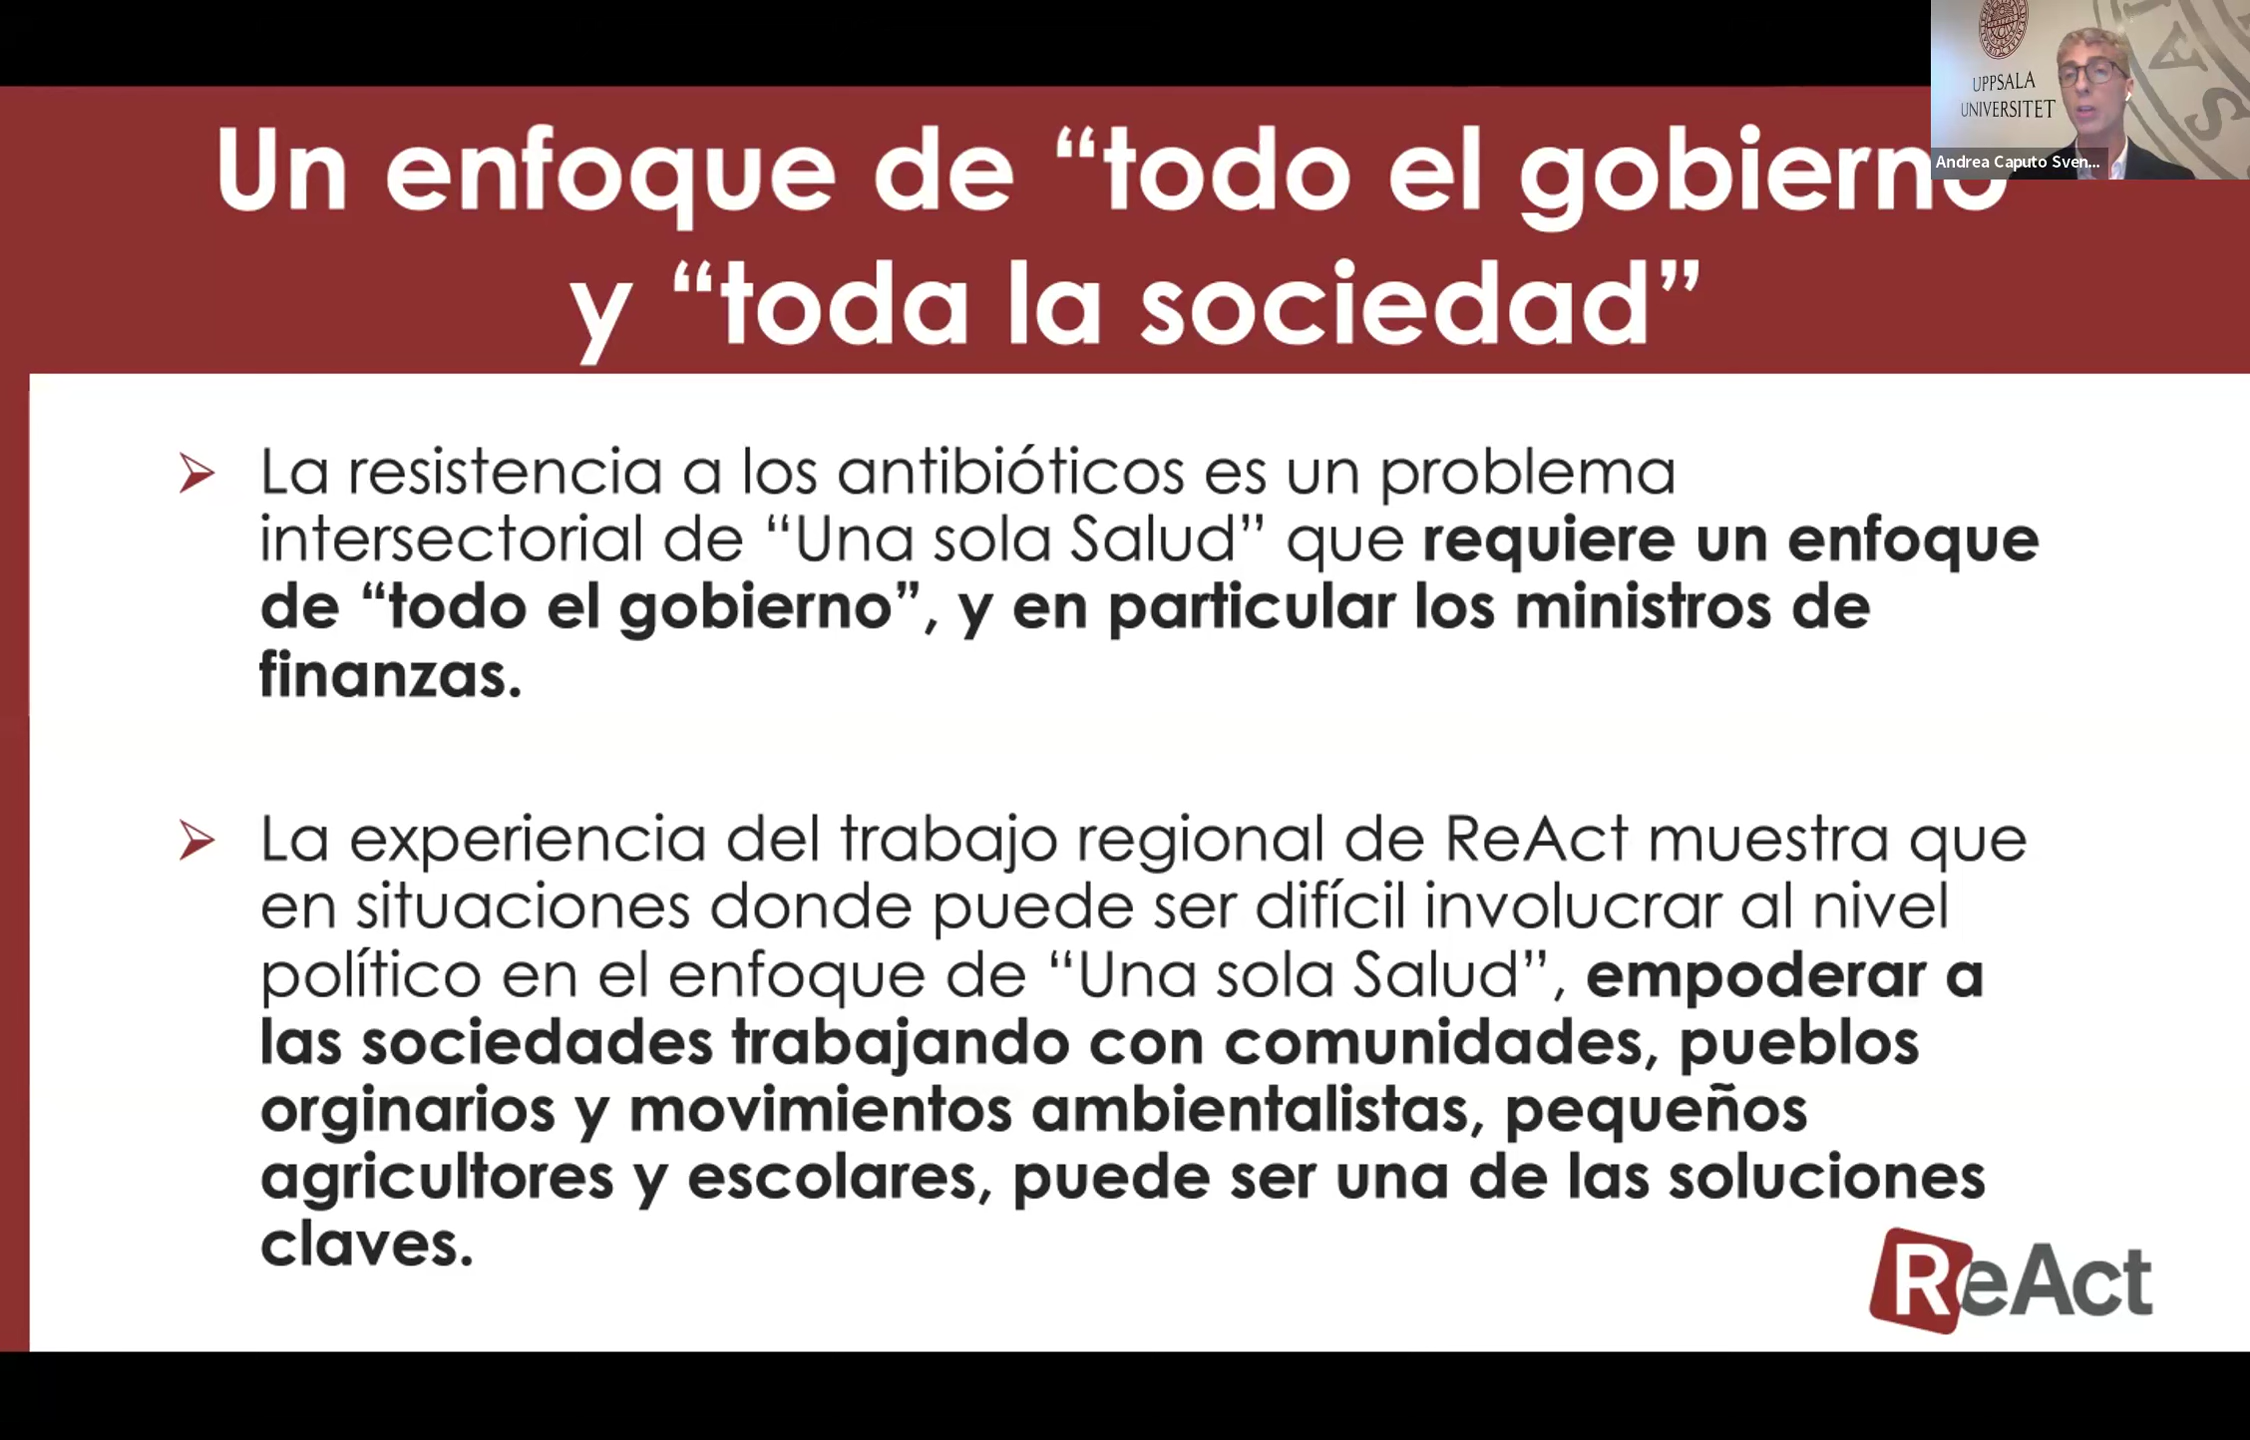 UPPSALA
UNIVERSITET
Andrea Caputo Sven...
Un enfoque de “todo el gobierno
y “toda la sociedad”
La resistencia a los antibióticos es un problema
intersectorial de “Una sola Salud” que requiere un enfoque
de “todo el gobierno”, y en particular los ministros de
finanzas.
La experiencia del trabajo regional de ReAct muestra que
en situaciones donde puede ser difícil involucrar al nivel
político en el enfoque de “Una sola Salud”, empoderar a
las sociedades trabajando con comunidades, pueblos
orginarios y movimientos ambientalistas, pequeños
agricultores y escolares, puede ser una de las soluciones
claves.
ReAct